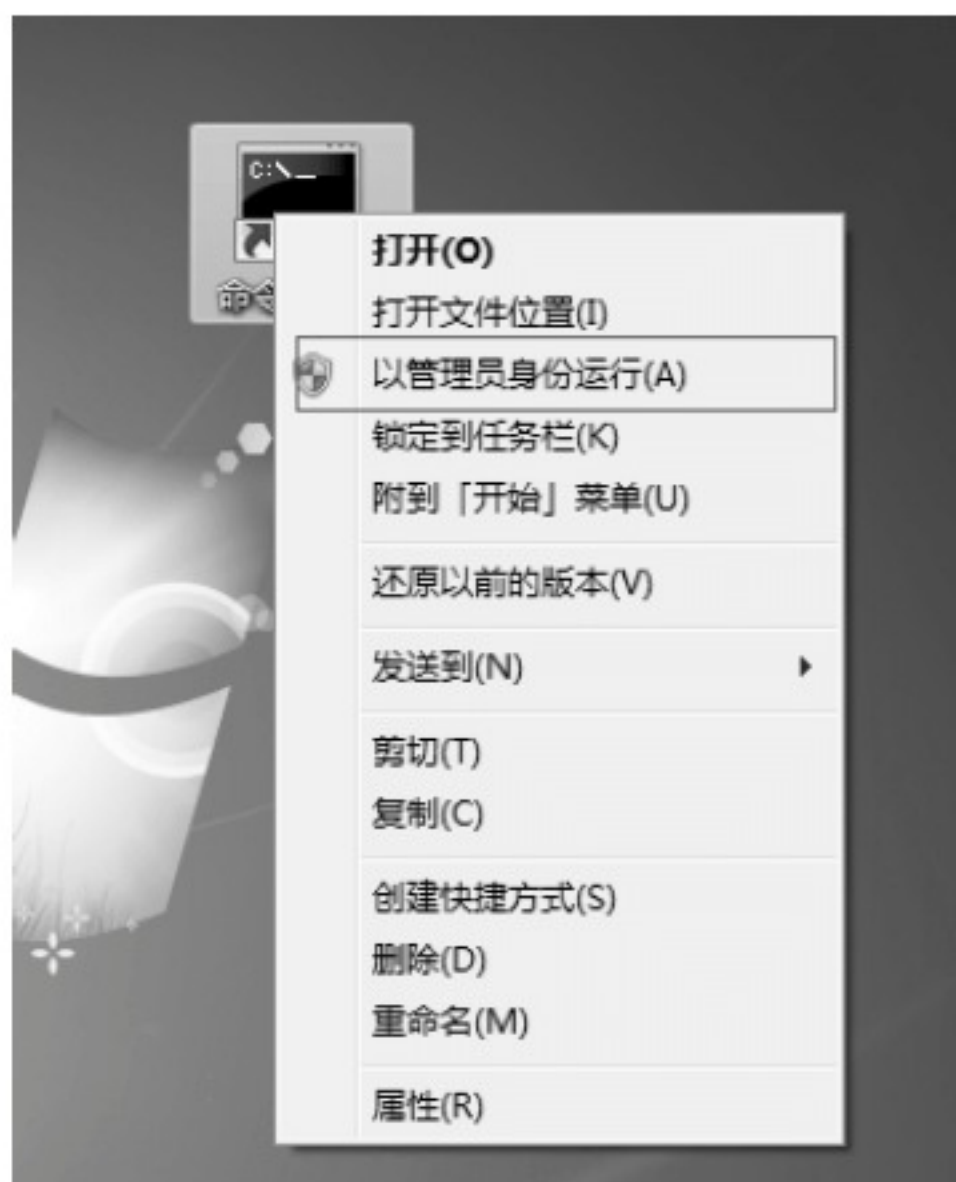 C:\_
命令
打开(O)
打开文件位置(I)
以管理员身份运行(A)
锁定到任务栏(K)
附到「开始」菜单(U)
还原以前的版本(V)
发送到(N)
剪切(T)
复制(C)
创建快捷方式(S)
删除(D)
重命名(M)
属性(R)